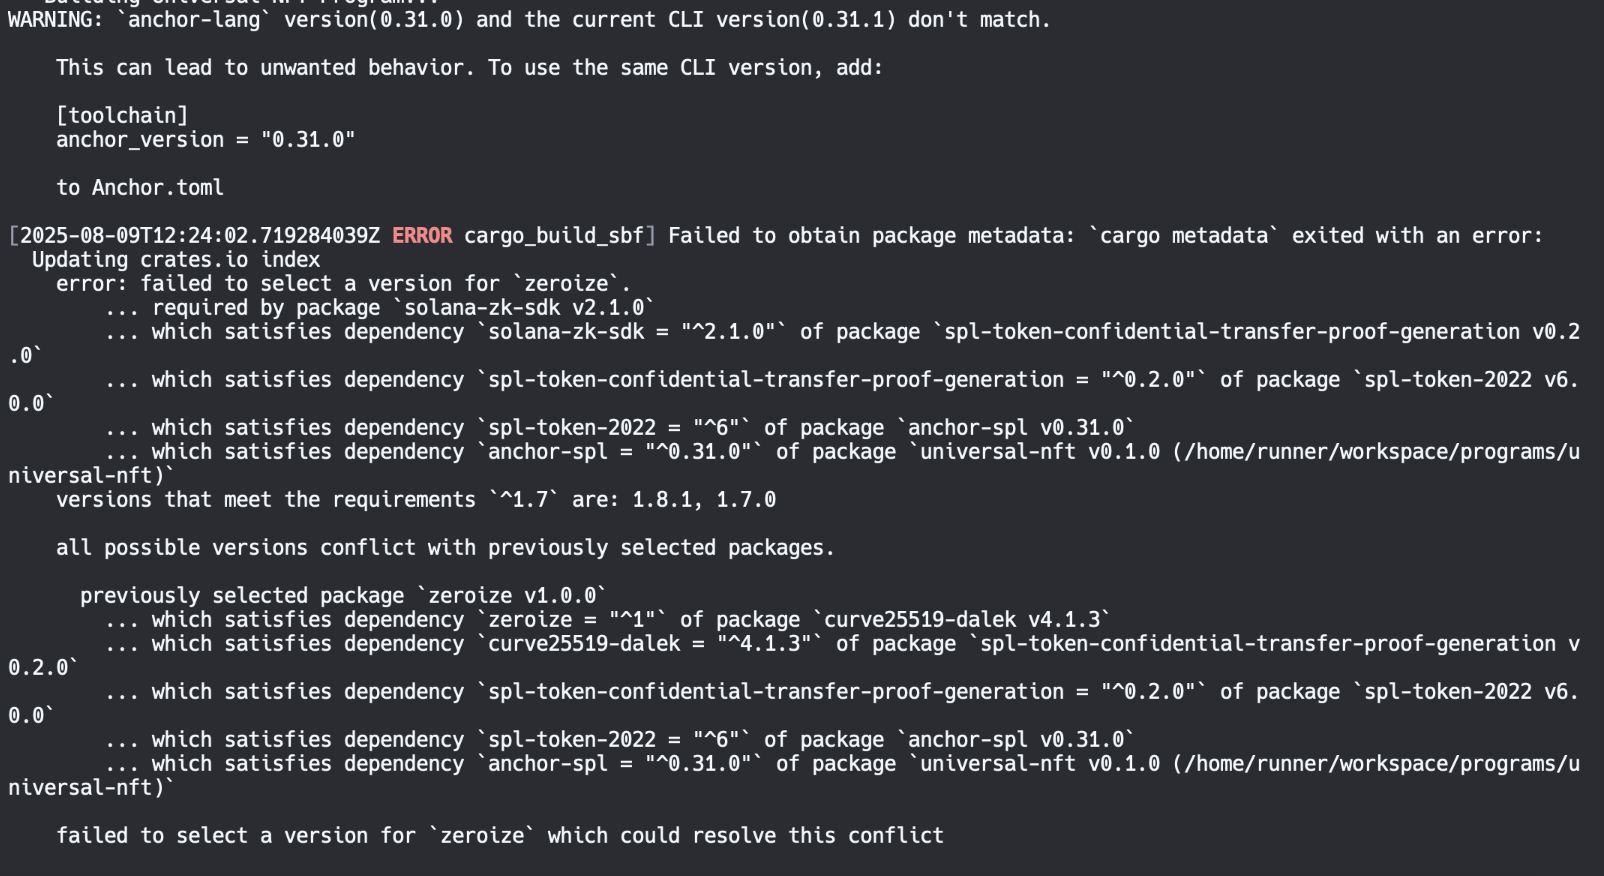 Building Universal NFT Program...
WARNING: `anchor-lang` version(0.31.0) and the current CLI version(0.31.1) don't match.
This can lead to unwanted behavior. To use the same CLI version, add:
[toolchain]
anchor_version = "0.31.0"
to Anchor.toml
[2025-08-09T12:24:02.719284039Z ERROR cargo_build_sbf] Failed to obtain package metadata: `cargo metadata` exited with an error:
Updating crates.io index
error: failed to select a version for `zeroize`.
... required by package `solana-zk-sdk v2.1.0`
... which satisfies dependency `solana-zk-sdk = "^2.1.0"` of package `spl-token-confidential-transfer-proof-generation v0.2
.0`
... which satisfies dependency `spl-token-confidential-transfer-proof-generation = "^0.2.0"` of package `spl-token-2022 v6.
0.0`
... which satisfies dependency `spl-token-2022 = "^6"` of package `anchor-spl v0.31.0`
... which satisfies dependency `anchor-spl = "^0.31.0"` of package `universal-nft v0.1.0 (/home/runner/workspace/programs/u
niversal-nft)`
versions that meet the requirements `^1.7` are: 1.8.1, 1.7.0
all possible versions conflict with previously selected packages.
previously selected package `zeroize v1.0.0`
... which satisfies dependency `zeroize = "^1"` of package `curve25519-dalek v4.1.3`
... which satisfies dependency `curve25519-dalek = "^4.1.3"` of package `spl-token-confidential-transfer-proof-generation v
0.2.0`
... which satisfies dependency `spl-token-confidential-transfer-proof-generation = "^0.2.0"` of package `spl-token-2022 v6.
0.0`
... which satisfies dependency `spl-token-2022 = "^6"` of package `anchor-spl v0.31.0`
... which satisfies dependency `anchor-spl = "^0.31.0"` of package `universal-nft v0.1.0 (/home/runner/workspace/programs/u
niversal-nft)`
failed to select a version for `zeroize` which could resolve this conflict